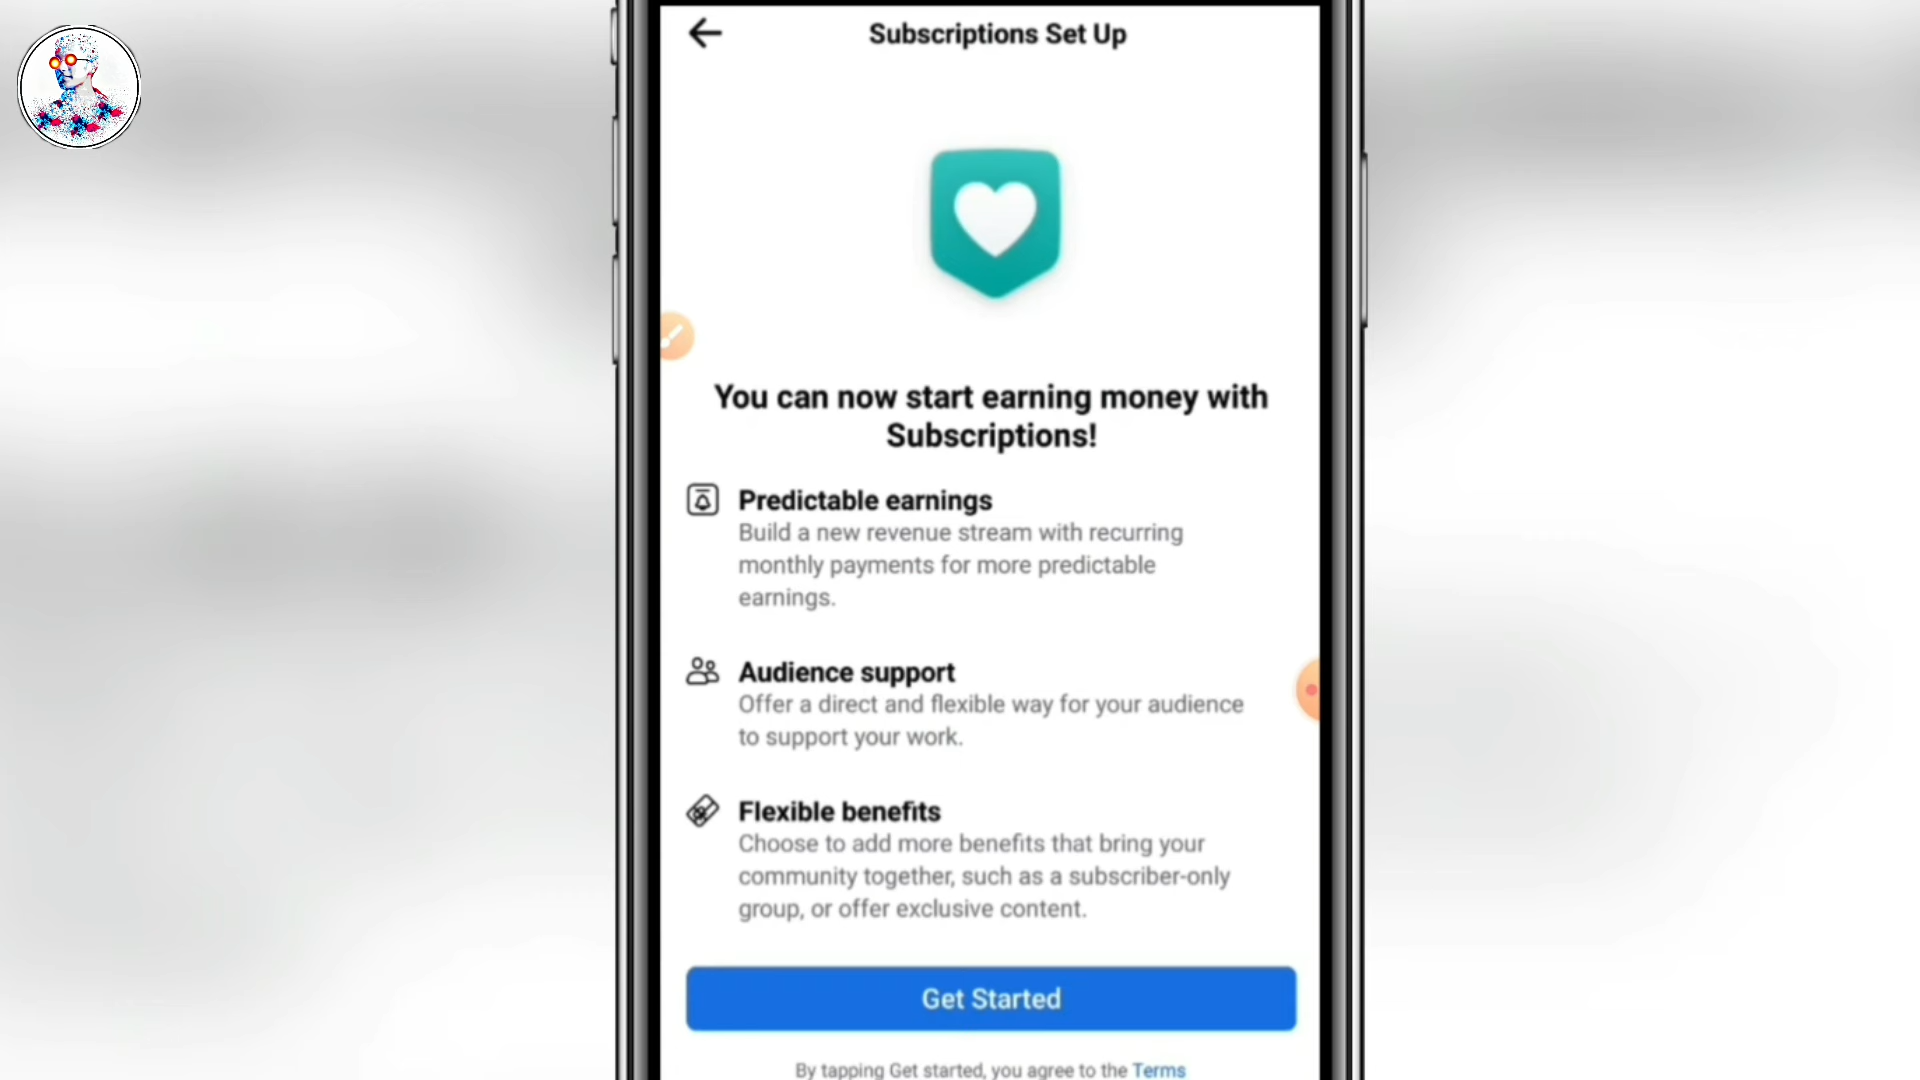 Subscriptions Set Up
You can now start earning money with
Subscriptions!
Predictable earnings
Build a new revenue stream with recurring
monthly payments for more predictable
earnings.
Audience support
Offer a direct and flexible way for your audience
to support your work.
Flexible benefits
Choose to add more benefits that bring your
community together, such as a subscriber-only
group, or offer exclusive content.
Get Started
By tapping Get started, you agree to the Terms